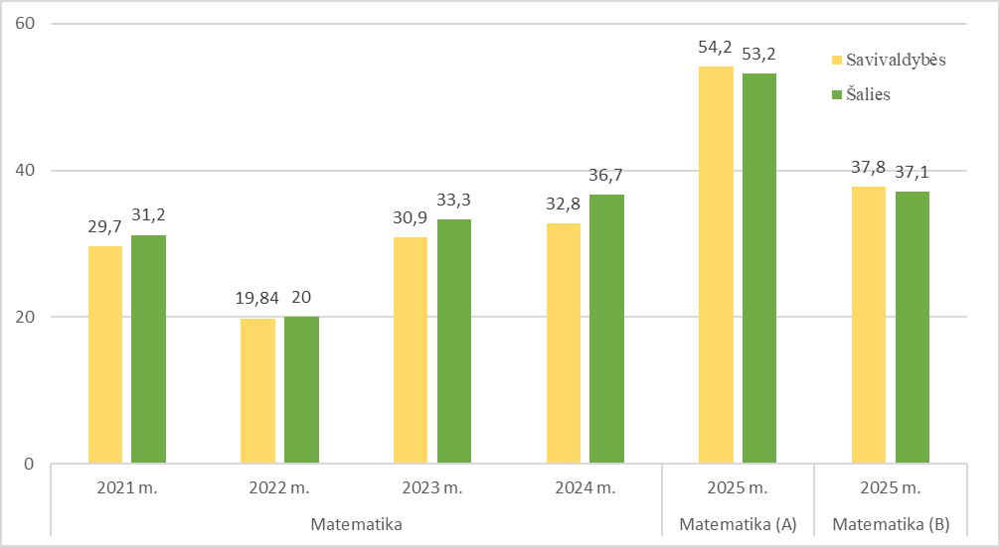 60
54,2
53,2
Savivaldybės
Šalies
40
37,8
37,1
36,7
33,3
32,8
30,9
31,2
29,7
20
19,84
20
0
2021 m.
2022 m.
2023 m.
2024 m.
2025 m.
2025 m.
Matematika
Matematika (A)
Matematika (B)